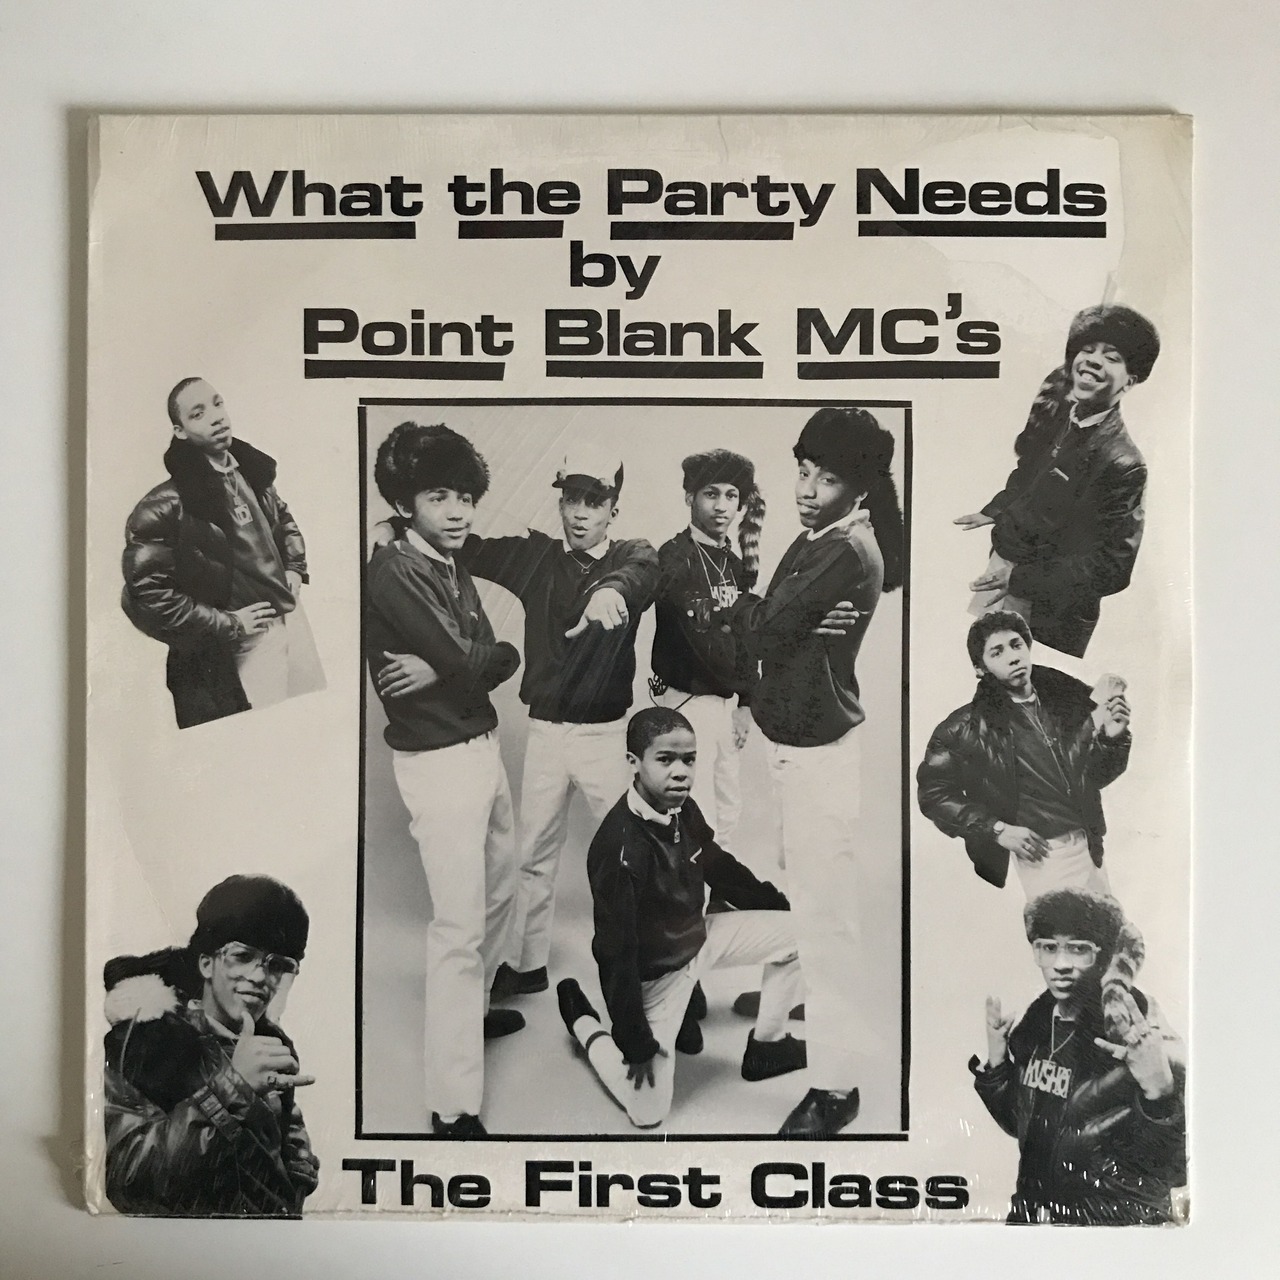 What the Party Needs
by
Point Blank MC's
The First Class